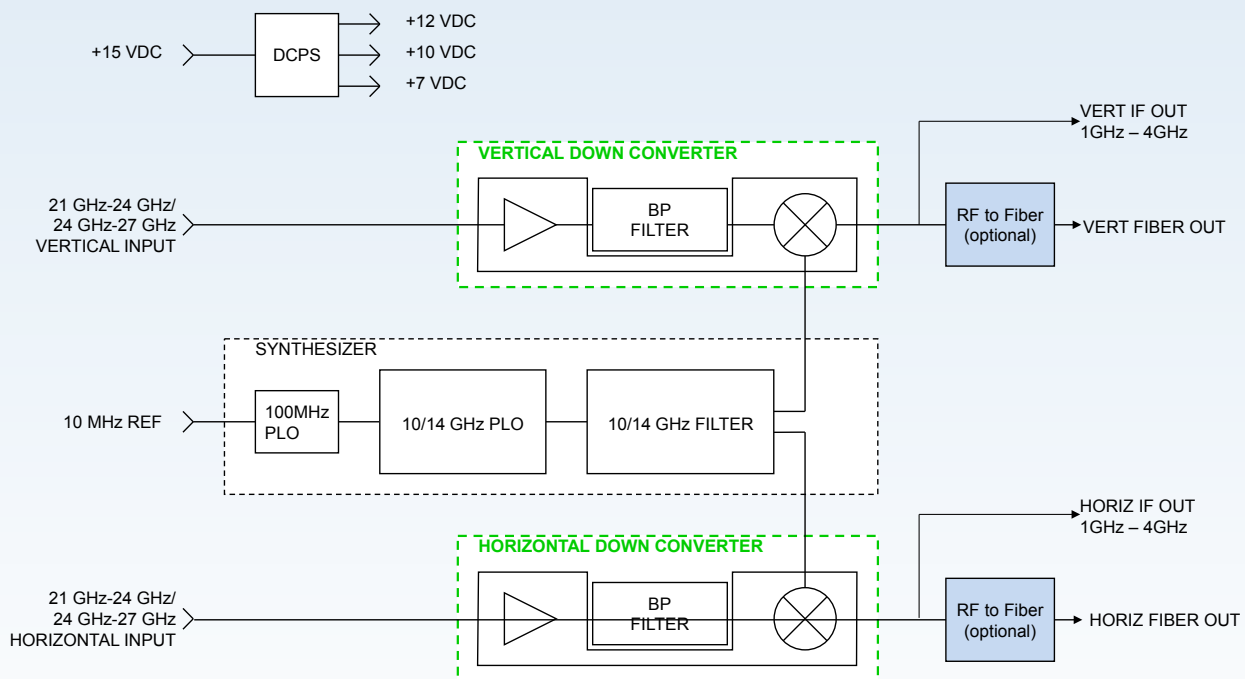 +15 VDC
DCPS
+12 VDC
+10 VDC
+7 VDC
VERT IF OUT
1GHz – 4GHz
VERTICAL DOWN CONVERTER
21 GHz-24 GHz/
24 GHz-27 GHz
VERTICAL INPUT
BP
FILTER
RF to Fiber
(optional)
VERT FIBER OUT
SYNTHESIZER
10 MHz REF
100MHz
PLO
10/14 GHz PLO
10/14 GHz FILTER
HORIZ IF OUT
1GHz – 4GHz
HORIZONTAL DOWN CONVERTER
21 GHz-24 GHz/
24 GHz-27 GHz
HORIZONTAL INPUT
BP
FILTER
RF to Fiber
(optional)
HORIZ FIBER OUT